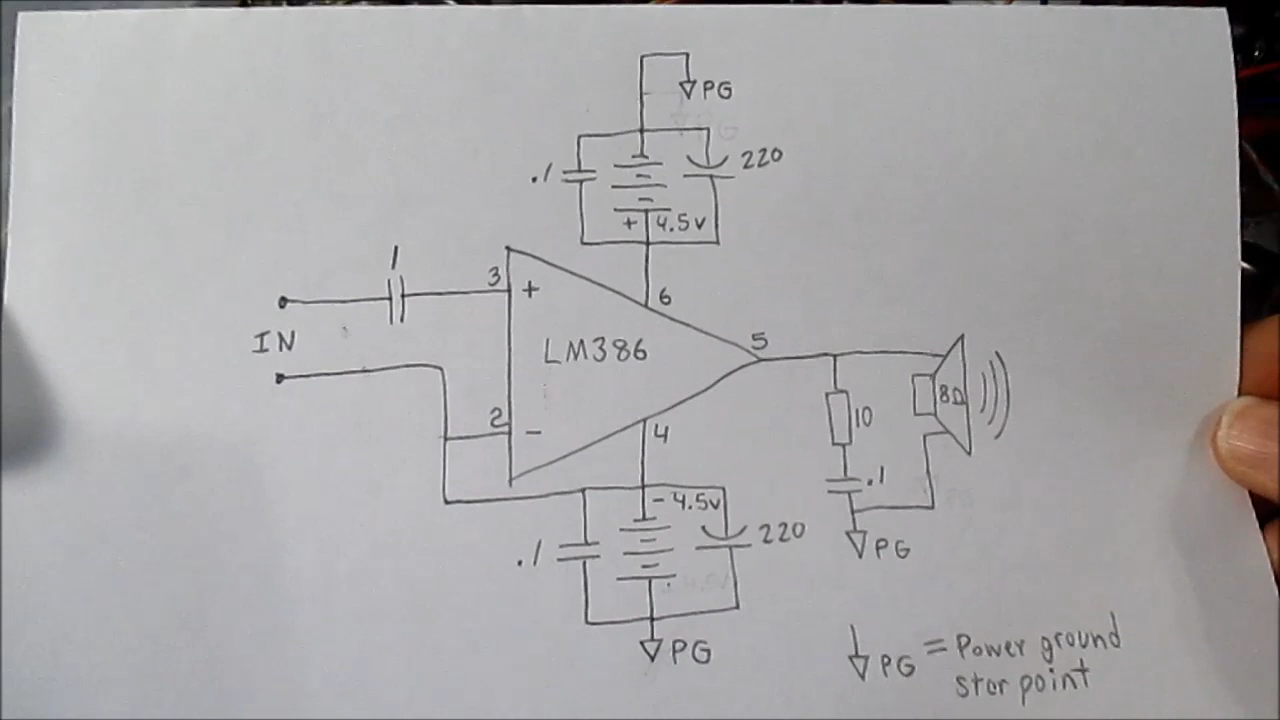 PG
.1
220
+ 4.5v
1
3
+
6
IN
LM386
5
8Ω
2
-
4
10
.1
- 4.5v
.1
220
PG
PG
PG = Power ground
star point